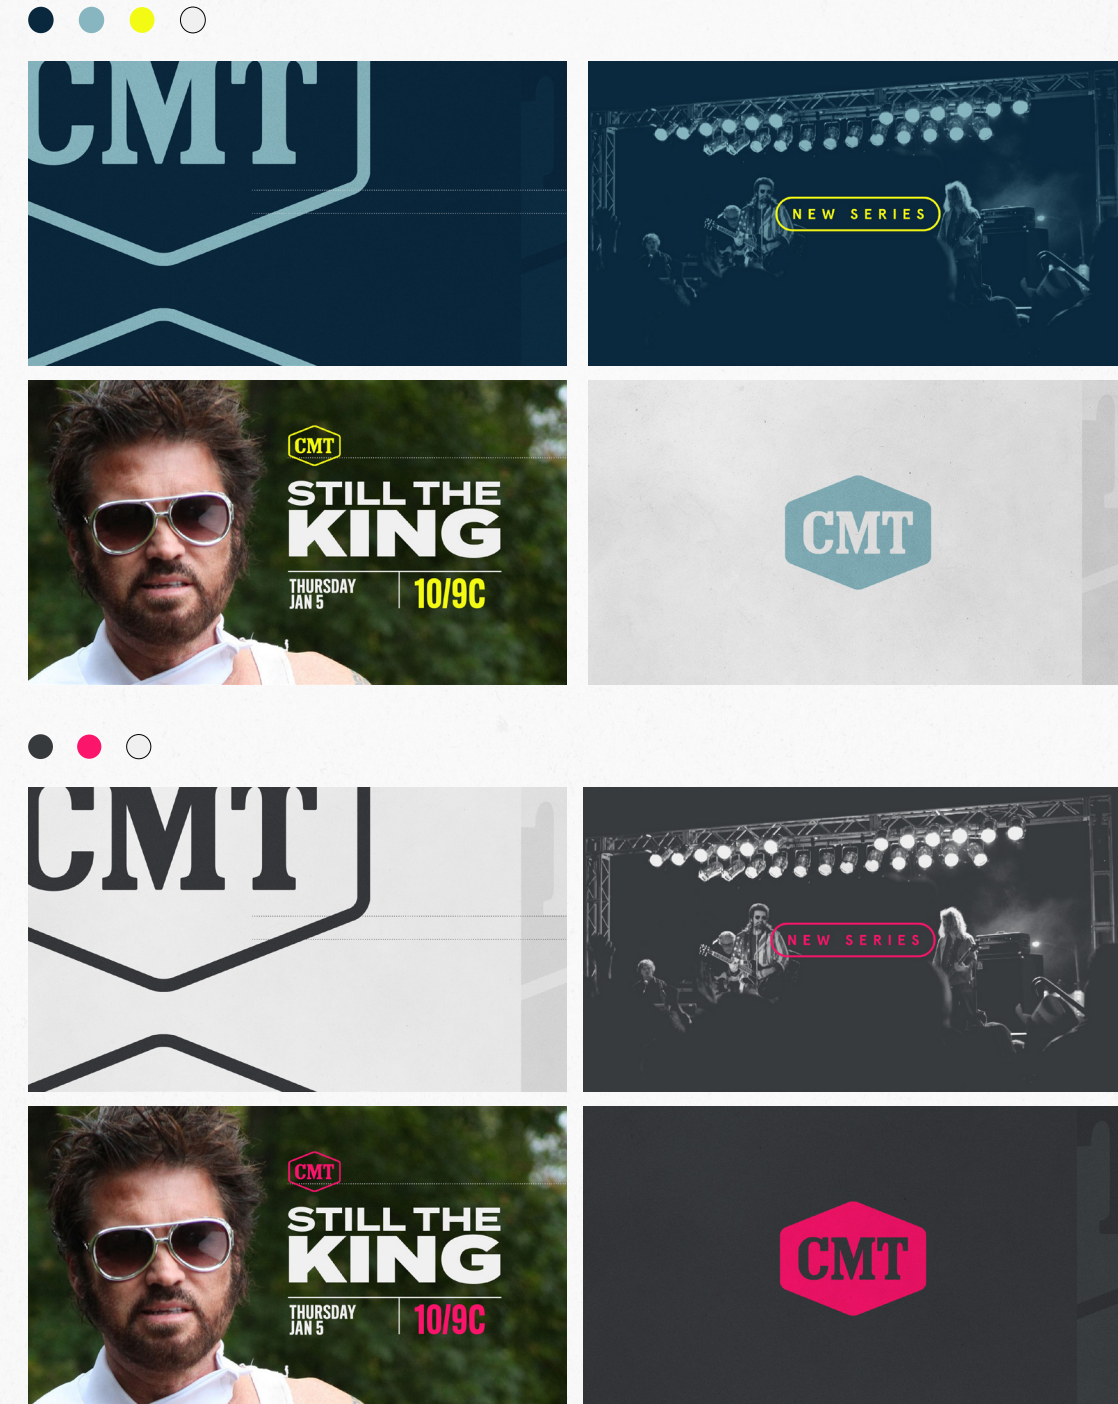 CMT
NEW SERIES
CMT
STILL THE
KING
THURSDAY
JAN 5
10/9C
CMT
CMT
NEW SERIES
CMT
STILL THE
KING
THURSDAY
JAN 5
10/9C
CMT